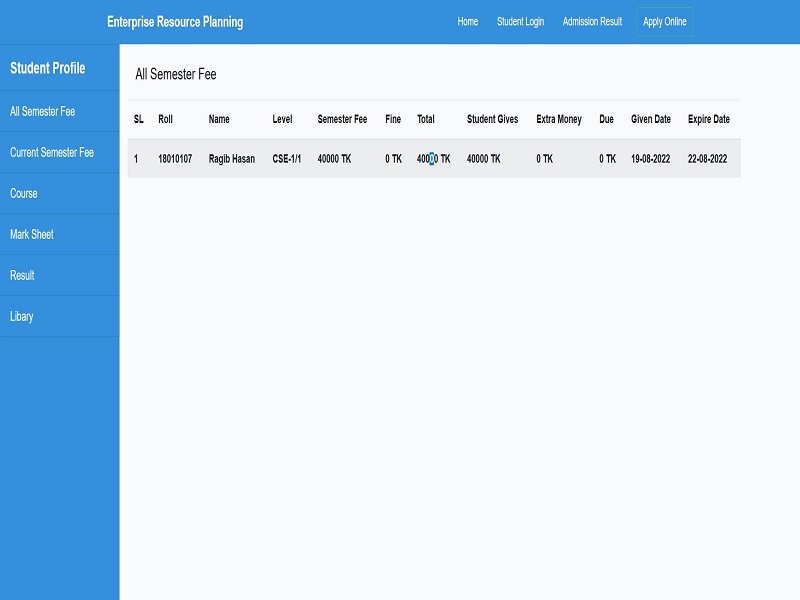 Enterprise Resource Planning
Home Student Login Admission Result Apply Online
Student Profile
All Semester Fee
Current Semester Fee
Course
Mark Sheet
Result
Libary
All Semester Fee
SL Roll Name Level Semester Fee Fine Total Student Gives Extra Money Due Given Date Expire Date
1 18010107 Ragib Hasan CSE-1/1 40000 TK 0 TK 40000 TK 40000 TK 0 TK 0 TK 19-08-2022 22-08-2022